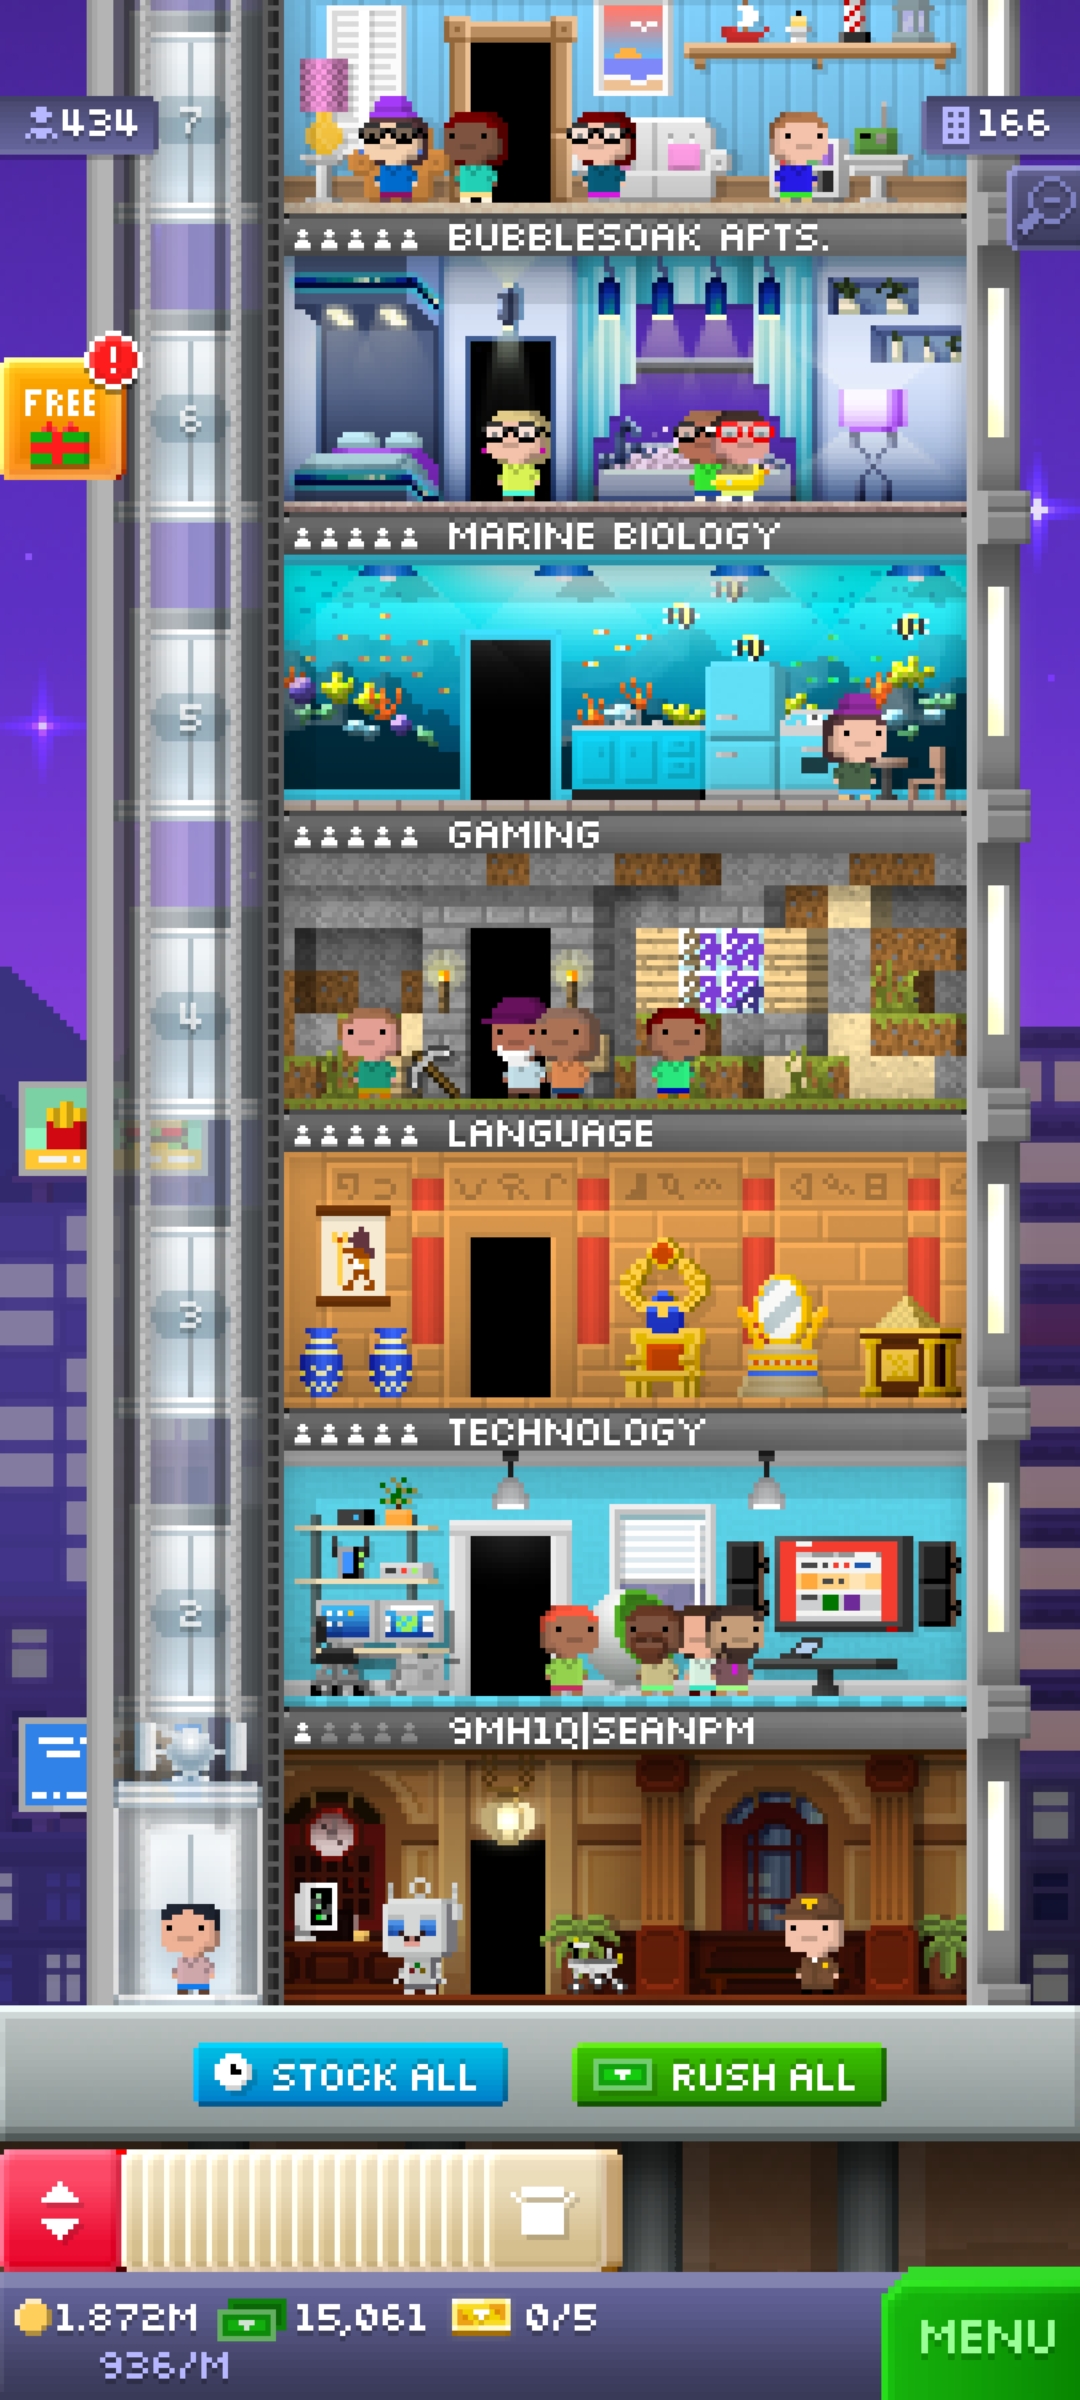 7
434
166
BUBBLESOAK APTS.
FREE
!
6
MARINE BIOLOGY
5
GAMING
4
LANGUAGE
3
TECHNOLOGY
2
9MH1Q|SEANPM
STOCK ALL
RUSH ALL
1.872M
15,061
0/5
936/M
MENU